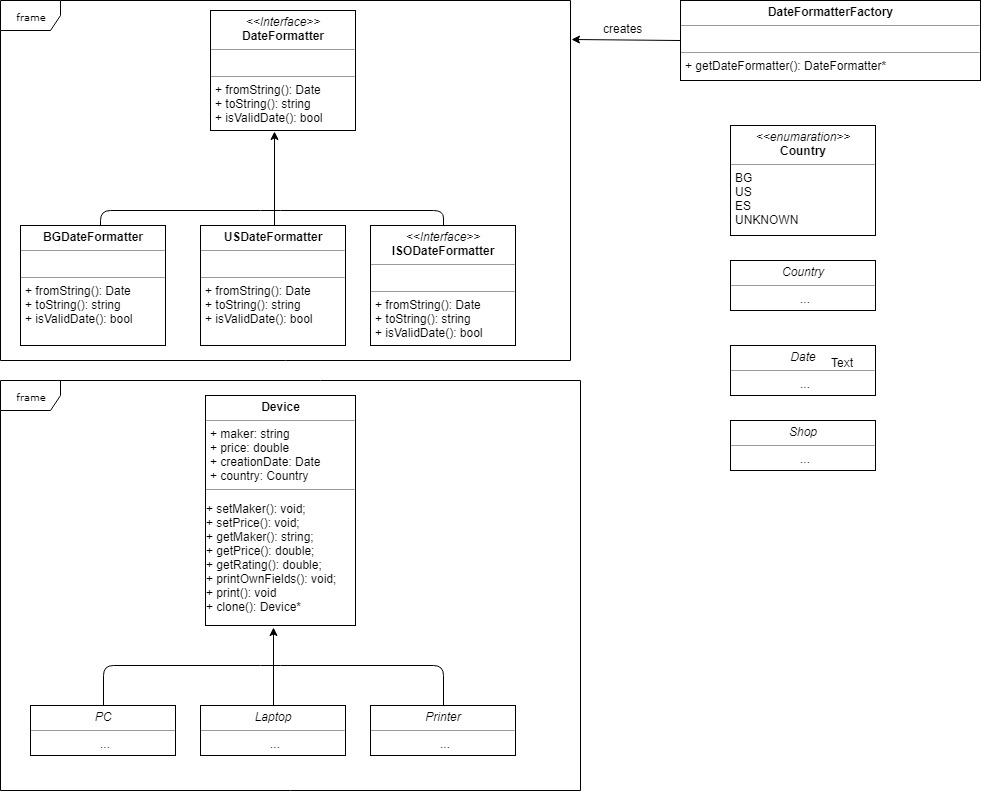 frame
<<Interface>>
DateFormatter
+ fromString(): Date
+ toString(): string
+ isValidDate(): bool
creates
DateFormatterFactory
+ getDateFormatter(): DateFormatter*
BGDateFormatter
+ fromString(): Date
+ toString(): string
+ isValidDate(): bool
USDateFormatter
+ fromString(): Date
+ toString(): string
+ isValidDate(): bool
<<Interface>>
ISODateFormatter
+ fromString(): Date
+ toString(): string
+ isValidDate(): bool
<<enumaration>>
Country
BG
US
ES
UNKNOWN
Country
...
Date
Text
...
Shop
...
frame
Device
+ maker: string
+ price: double
+ creationDate: Date
+ country: Country
+ setMaker(): void;
+ setPrice(): void;
+ getMaker(): string;
+ getPrice(): double;
+ getRating(): double;
+ printOwnFields(): void;
+ print(): void
+ clone(): Device*
PC
...
Laptop
...
Printer
...